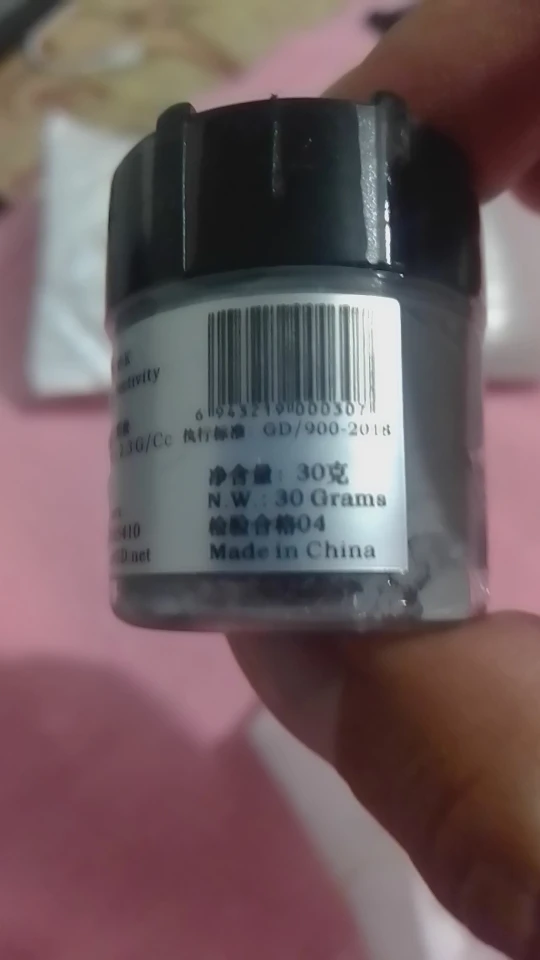 6 943219 000307
执行标准: GD/900-2018
净含量: 30克
N.W.: 30 Grams
检验合格04
Made in China